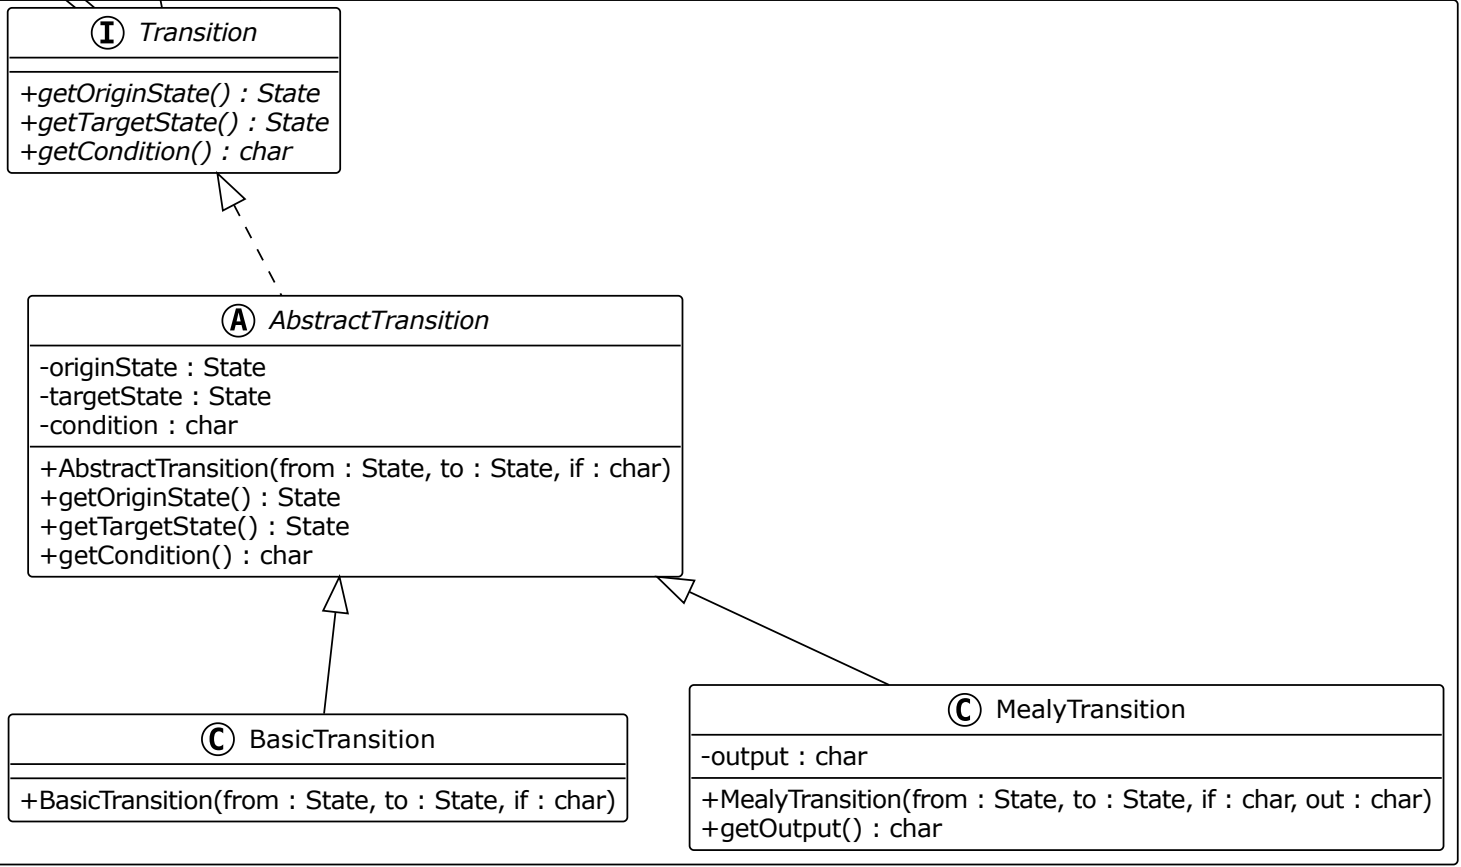 I Transition
+getOriginState() : State
+getTargetState() : State
+getCondition() : char
A AbstractTransition
-originState : State
-targetState : State
-condition : char
+AbstractTransition(from : State, to : State, if : char)
+getOriginState() : State
+getTargetState() : State
+getCondition() : char
C BasicTransition
+BasicTransition(from : State, to : State, if : char)
C MealyTransition
-output : char
+MealyTransition(from : State, to : State, if : char, out : char)
+getOutput() : char